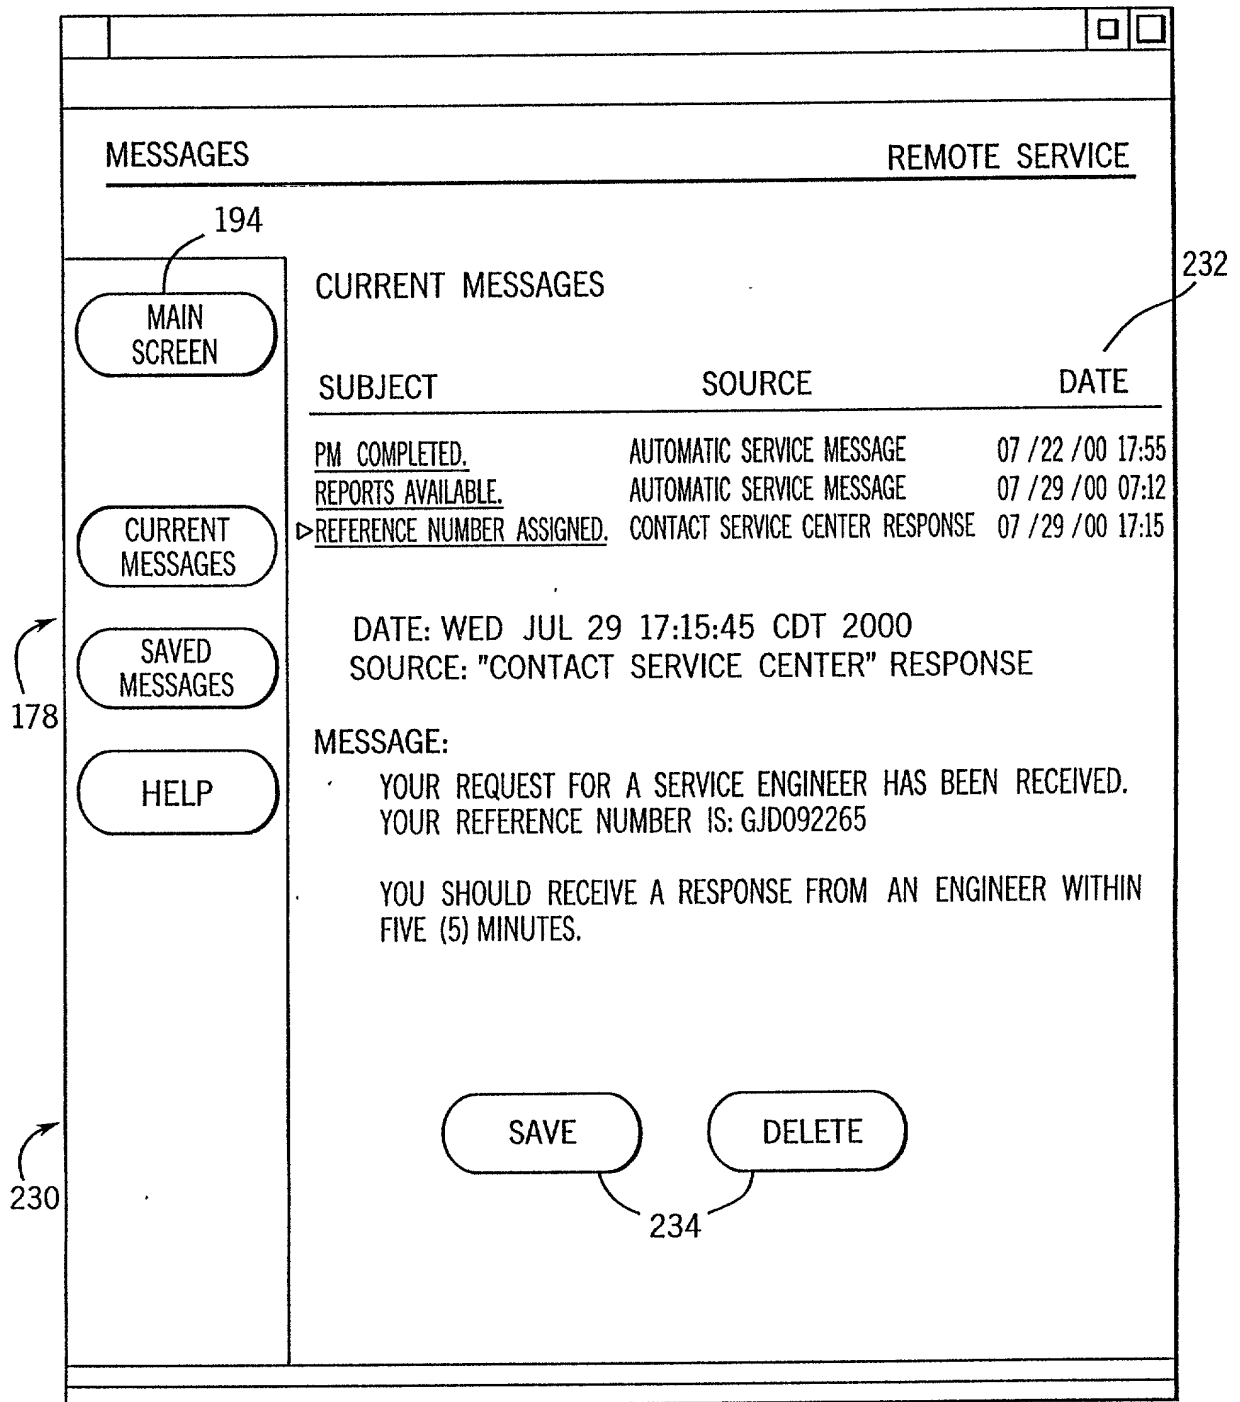 MESSAGES REMOTE SERVICE
194
232
MAIN
SCREEN
CURRENT MESSAGES
SUBJECT SOURCE DATE
PM COMPLETED. AUTOMATIC SERVICE MESSAGE 07 /22 /00 17:55
REPORTS AVAILABLE. AUTOMATIC SERVICE MESSAGE 07 /29 /00 07:12
REFERENCE NUMBER ASSIGNED. CONTACT SERVICE CENTER RESPONSE 07 /29 /00 17:15
CURRENT
MESSAGES
SAVED
MESSAGES
178
HELP
DATE: WED JUL 29 17:15:45 CDT 2000
SOURCE: "CONTACT SERVICE CENTER" RESPONSE
MESSAGE:
YOUR REQUEST FOR A SERVICE ENGINEER HAS BEEN RECEIVED.
YOUR REFERENCE NUMBER IS: GJD092265
YOU SHOULD RECEIVE A RESPONSE FROM AN ENGINEER WITHIN
FIVE (5) MINUTES.
SAVE DELETE
230
234